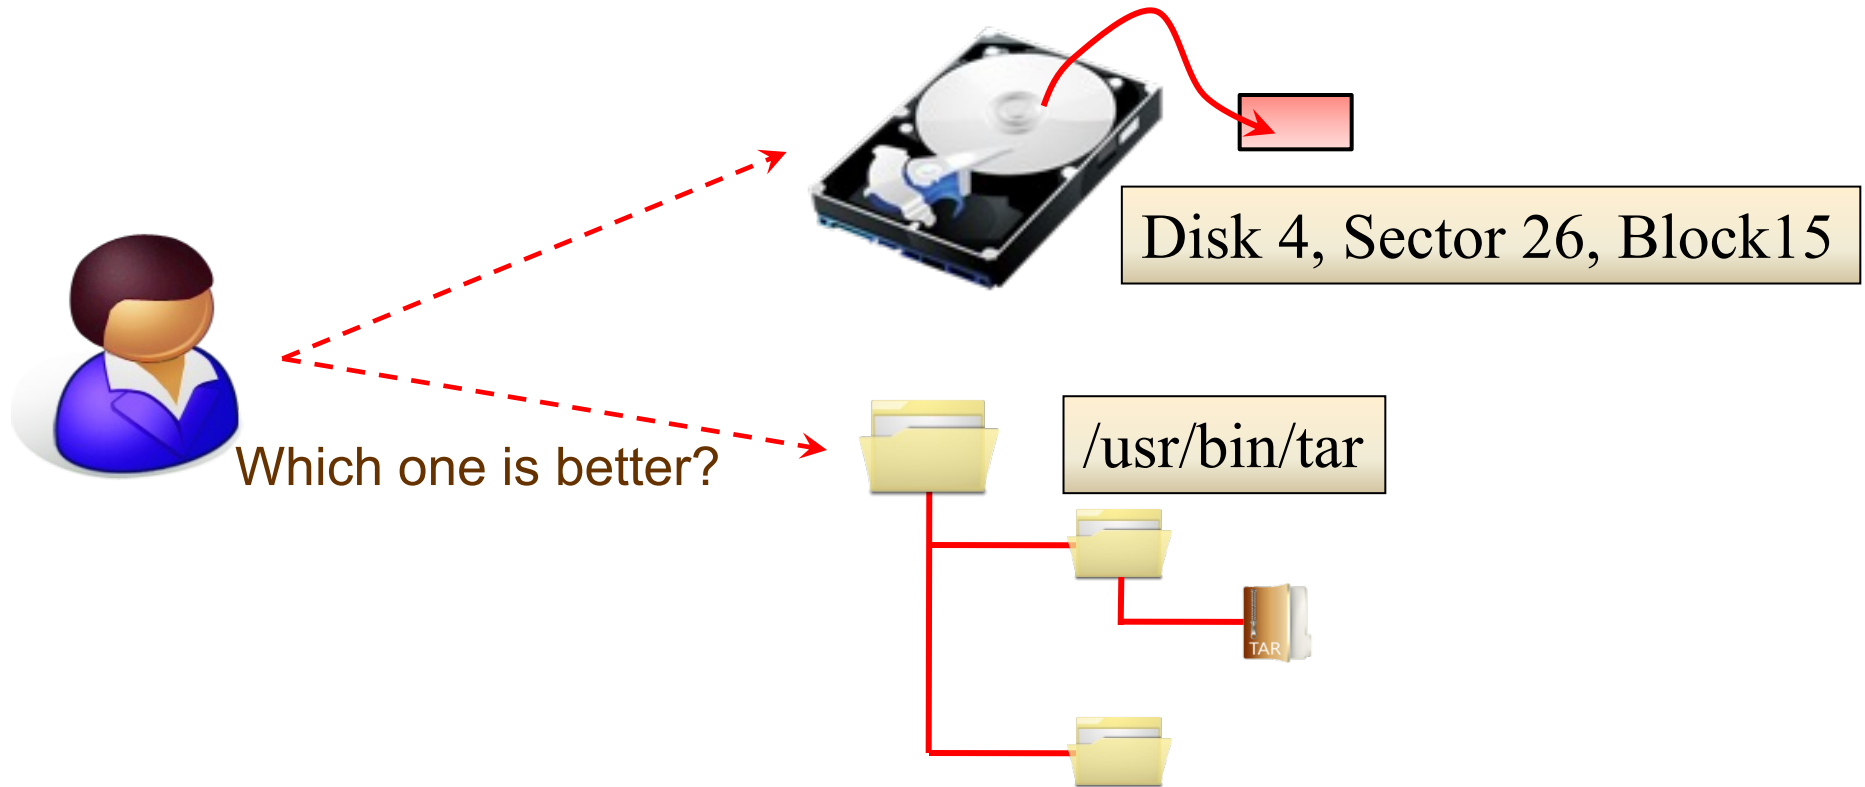 Disk 4, Sector 26, Block15
Which one is better?
/usr/bin/tar
TAR